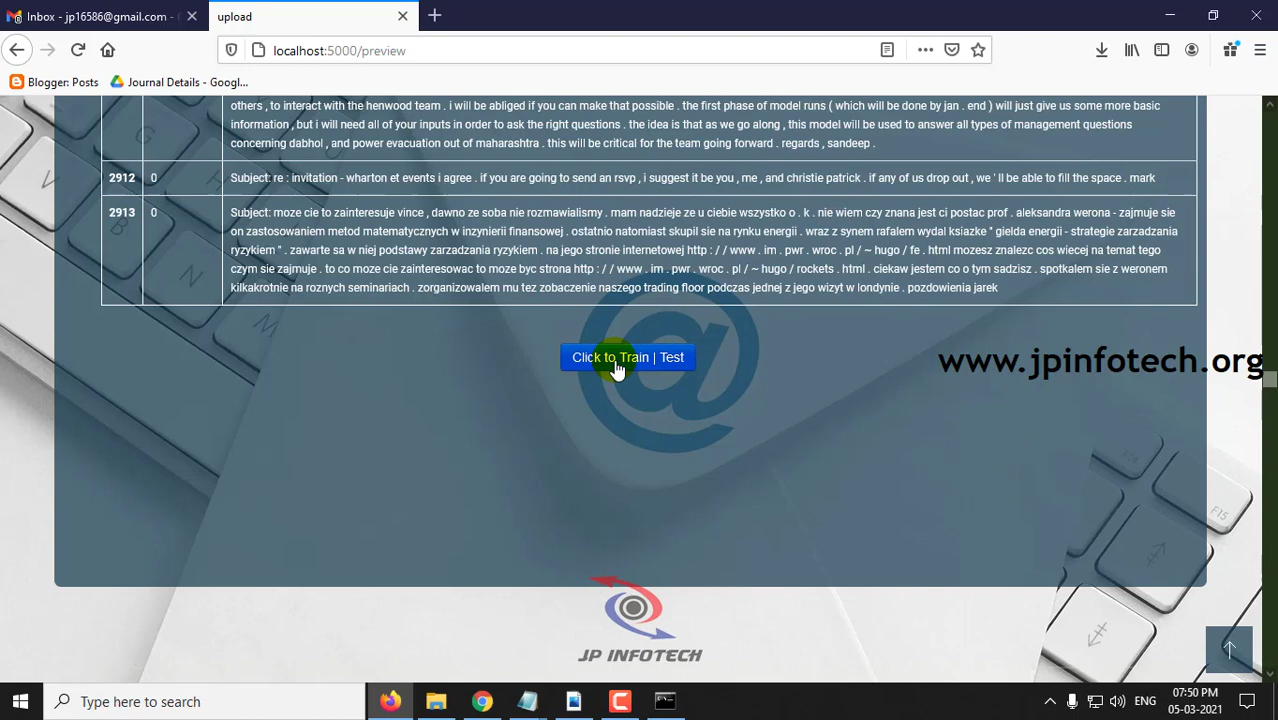 Inbox - jp16586@gmail.com -
upload
localhost:5000/preview
Blogger: Posts
Journal Details - Googl...
others , to interact with the henwood team . i will be abliged if you can make that possible . the first phase of model runs ( which will be done by jan . end ) will just give us some more basic
information , but i will need all of your inputs in order to ask the right questions . the idea is that as we go along , this model will be used to answer all types of management questions
concerning dabhol , and power evacuation out of maharashtra . this will be critical for the team going forward . regards , sandeep .
2912 0 Subject: re : invitation - wharton et events i agree . if you are going to send an rsvp , i suggest it be you , me , and christie patrick . if any of us drop out , we ' ll be able to fill the space . mark
2913 0 Subject: moze cie to zainteresuje vince , dawno ze soba nie rozmawialismy . mam nadzieje ze u ciebie wszystko o . k . nie wiem czy znana jest ci postac prof . aleksandra werona - zajmuje sie
on zastosowaniem metod matematycznych w inzynierii finansowej . ostatnio natomiast skupil sie na rynku energii . wraz z synem rafalem wydal ksiazke " gielda energii - strategie zarzadzania
ryzykiem " . zawarte sa w niej podstawy zarzadzania ryzykiem . na jego stronie internetowej http : / / www . im . pwr . wroc . pl / ~ hugo / fe . html mozesz znalezc cos wiecej na temat tego
czym sie zajmuje . to co moze cie zainteresowac to moze byc strona http : / / www . im . pwr . wroc . pl / ~ hugo / rockets . html . ciekaw jestem co o tym sadzisz . spotkalem sie z weronem
kilkakrotnie na roznych seminariach . zorganizowalem mu tez zobaczenie naszego trading floor podczas jednej z jego wizyt w londynie . pozdowienia jarek
Click to Train | Test
www.jpinfotech.org
F15
JP INFOTECH
Type here to search
ENG
07:50 PM
05-03-2021